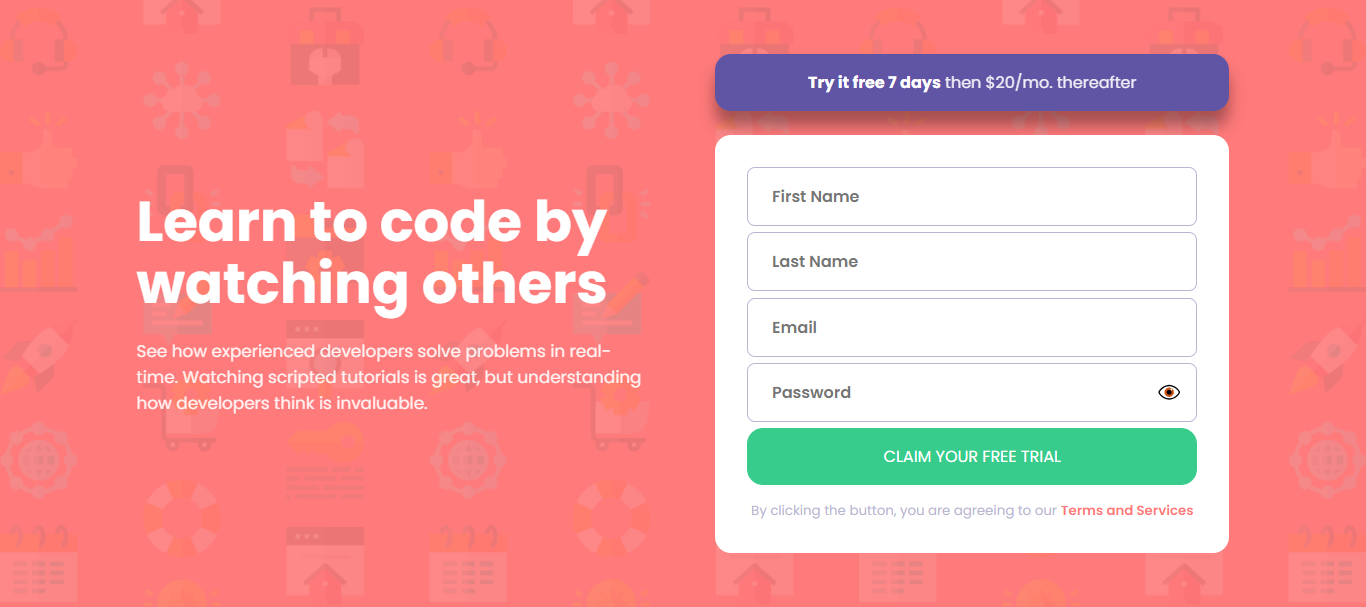 Learn to code by
watching others
See how experienced developers solve problems in real-
time. Watching scripted tutorials is great, but understanding
how developers think is invaluable.
Try it free 7 days then $20/mo. thereafter
First Name
Last Name
Email
Password
CLAIM YOUR FREE TRIAL
By clicking the button, you are agreeing to our Terms and Services